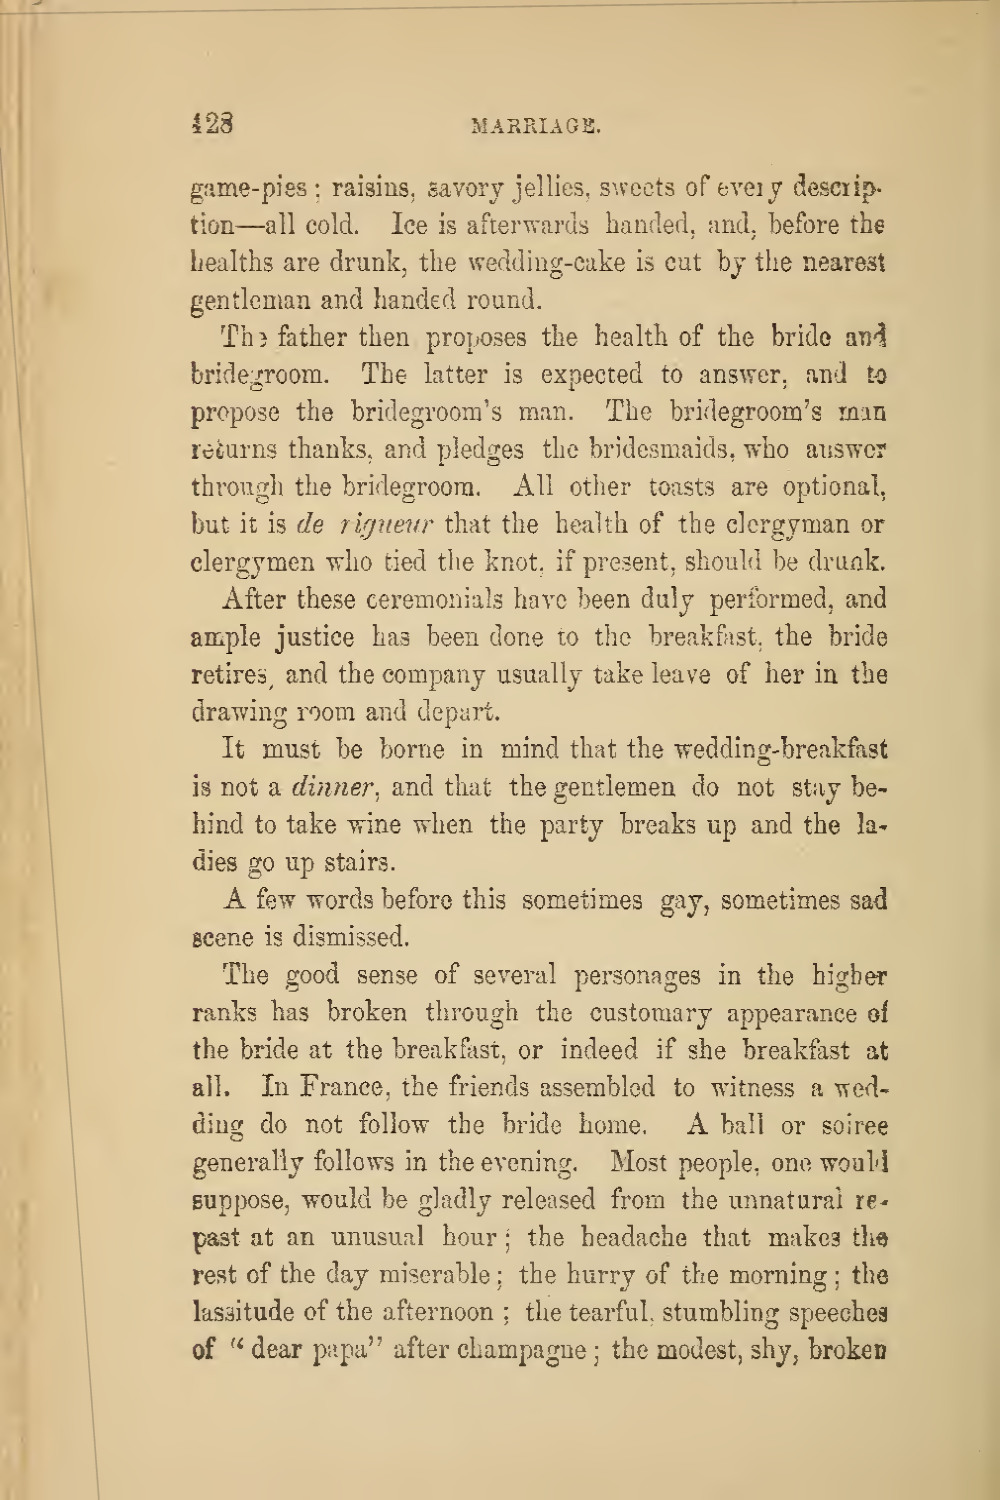 428 MARRIAGE.
game-pies; raisins, savory jellies, sweets of every descrip-
tion—all cold. Ice is afterwards handed, and, before the
healths are drunk, the wedding-cake is cut by the nearest
gentleman and handed round.
The father then proposes the health of the bride and
bridegroom. The latter is expected to answer, and to
propose the bridegroom's man. The bridegroom's man
returns thanks, and pledges the bridesmaids, who answer
through the bridegroom. All other toasts are optional,
but it is de rigueur that the health of the clergyman or
clergymen who tied the knot, if present, should be drunk.
After these ceremonials have been duly performed, and
ample justice has been done to the breakfast, the bride
retires, and the company usually take leave of her in the
drawing room and depart.
It must be borne in mind that the wedding-breakfast
is not a dinner, and that the gentlemen do not stay be-
hind to take wine when the party breaks up and the la-
dies go up stairs.
A few words before this sometimes gay, sometimes sad
scene is dismissed.
The good sense of several personages in the higher
ranks has broken through the customary appearance of
the bride at the breakfast, or indeed if she breakfast at
all. In France, the friends assembled to witness a wed-
ding do not follow the bride home. A ball or soiree
generally follows in the evening. Most people, one would
suppose, would be gladly released from the unnatural re-
past at an unusual hour; the headache that makes the
rest of the day miserable; the hurry of the morning; the
lassitude of the afternoon; the tearful, stumbling speeches
of "dear papa" after champagne; the modest, shy, broken